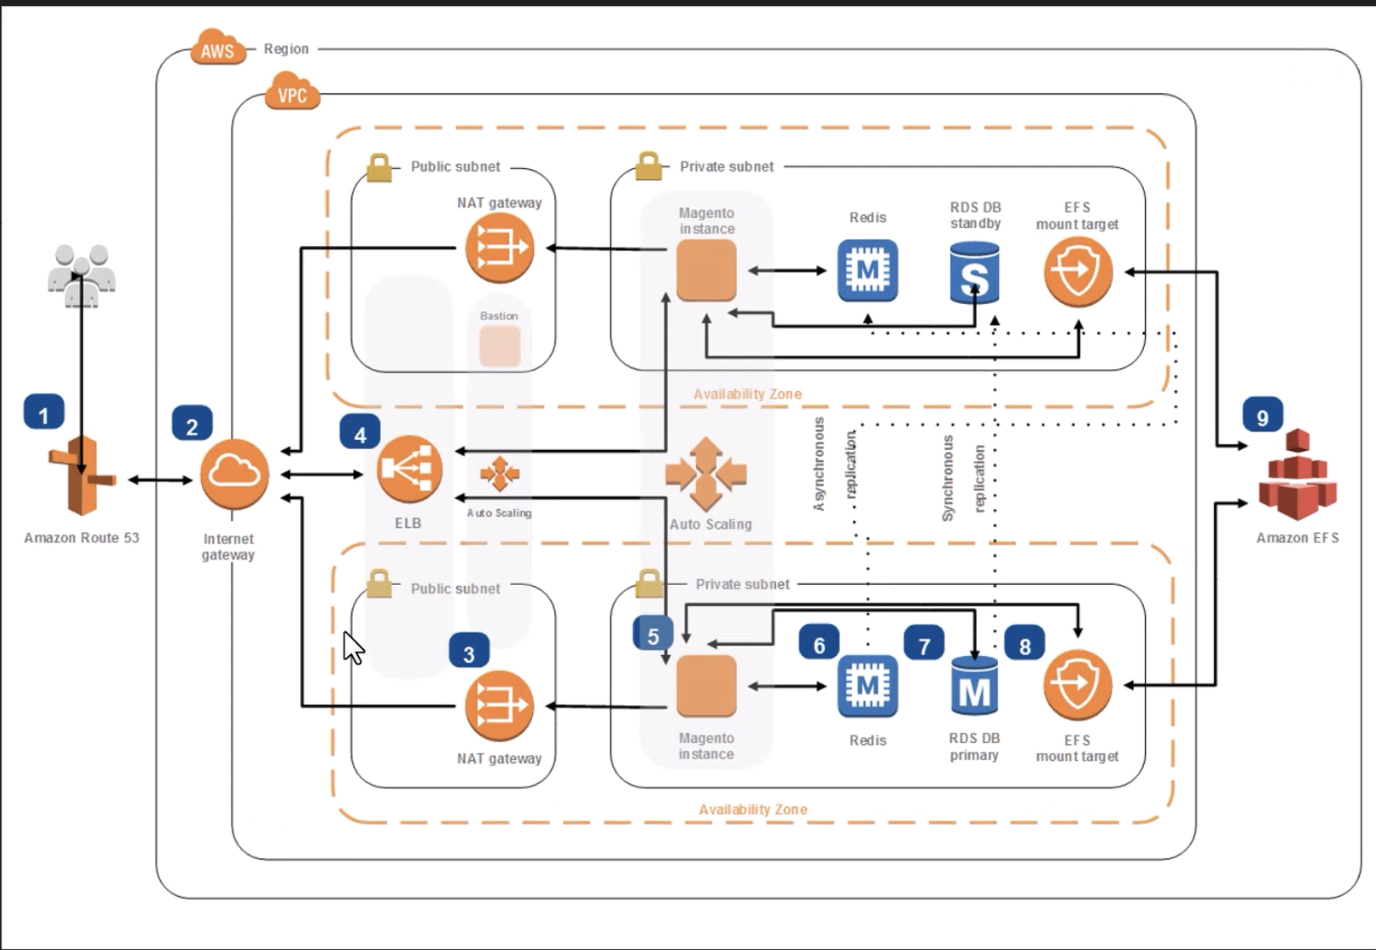 AWS
Region
VPC
Public subnet
Private subnet
NAT gateway
Magento
instance
Redis
RDS DB
standby
EFS
mount target
M
S
Bastion
Availability Zone
1
2
4
9
Asynchronous
replication
Synchronous
replication
Amazon Route 53
Internet
gateway
ELB
Auto Scaling
Auto Scaling
Amazon EFS
Public subnet
Private subnet
3
5
6
7
8
M
M
NAT gateway
Magento
instance
Redis
RDS DB
primary
EFS
mount target
Availability Zone